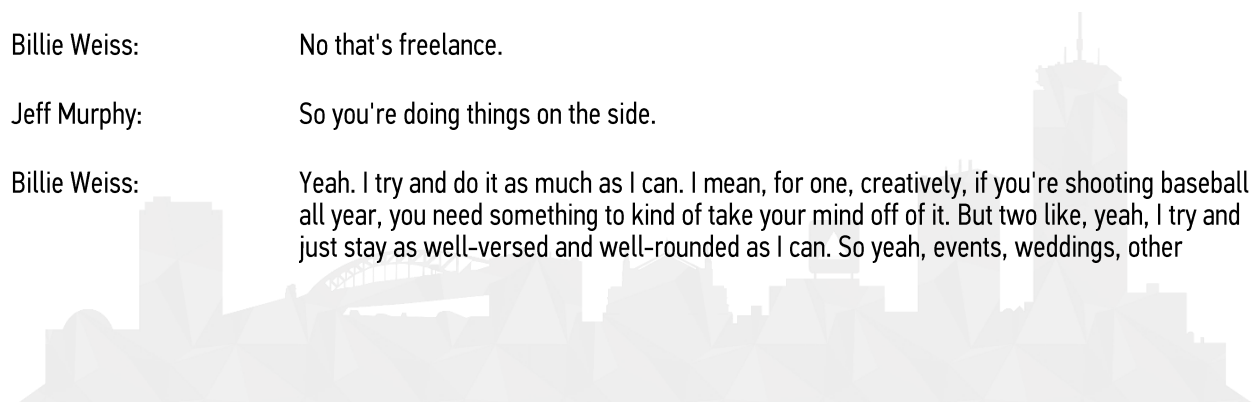 Billie Weiss: No that's freelance.
Jeff Murphy: So you're doing things on the side.
Billie Weiss: Yeah. I try and do it as much as I can. I mean, for one, creatively, if you're shooting baseball
all year, you need something to kind of take your mind off of it. But two like, yeah, I try and
just stay as well-versed and well-rounded as I can. So yeah, events, weddings, other